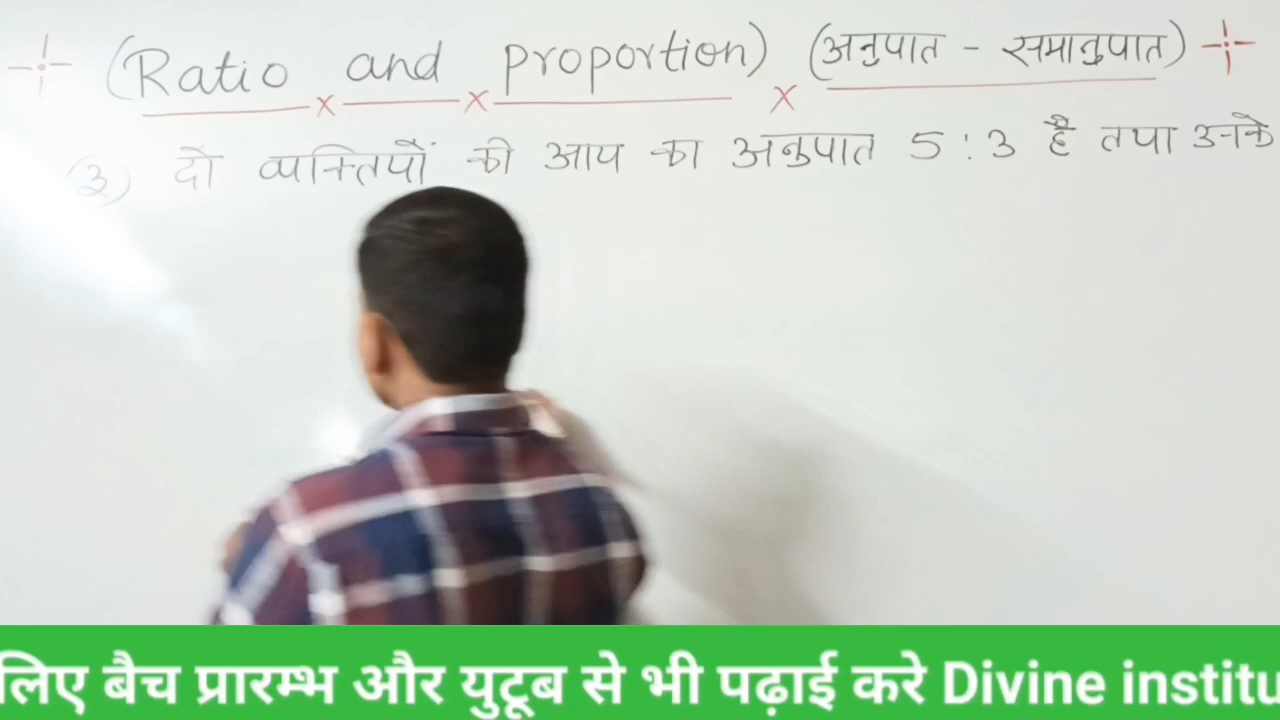 (Ratio and proportion) (अनुपात - समानुपात)
(3) दो व्यक्तियों की आय का अनुपात 5 : 3 है तथा उनके
लिए बैच प्रारम्भ और युटूब से भी पढ़ाई करे Divine institu